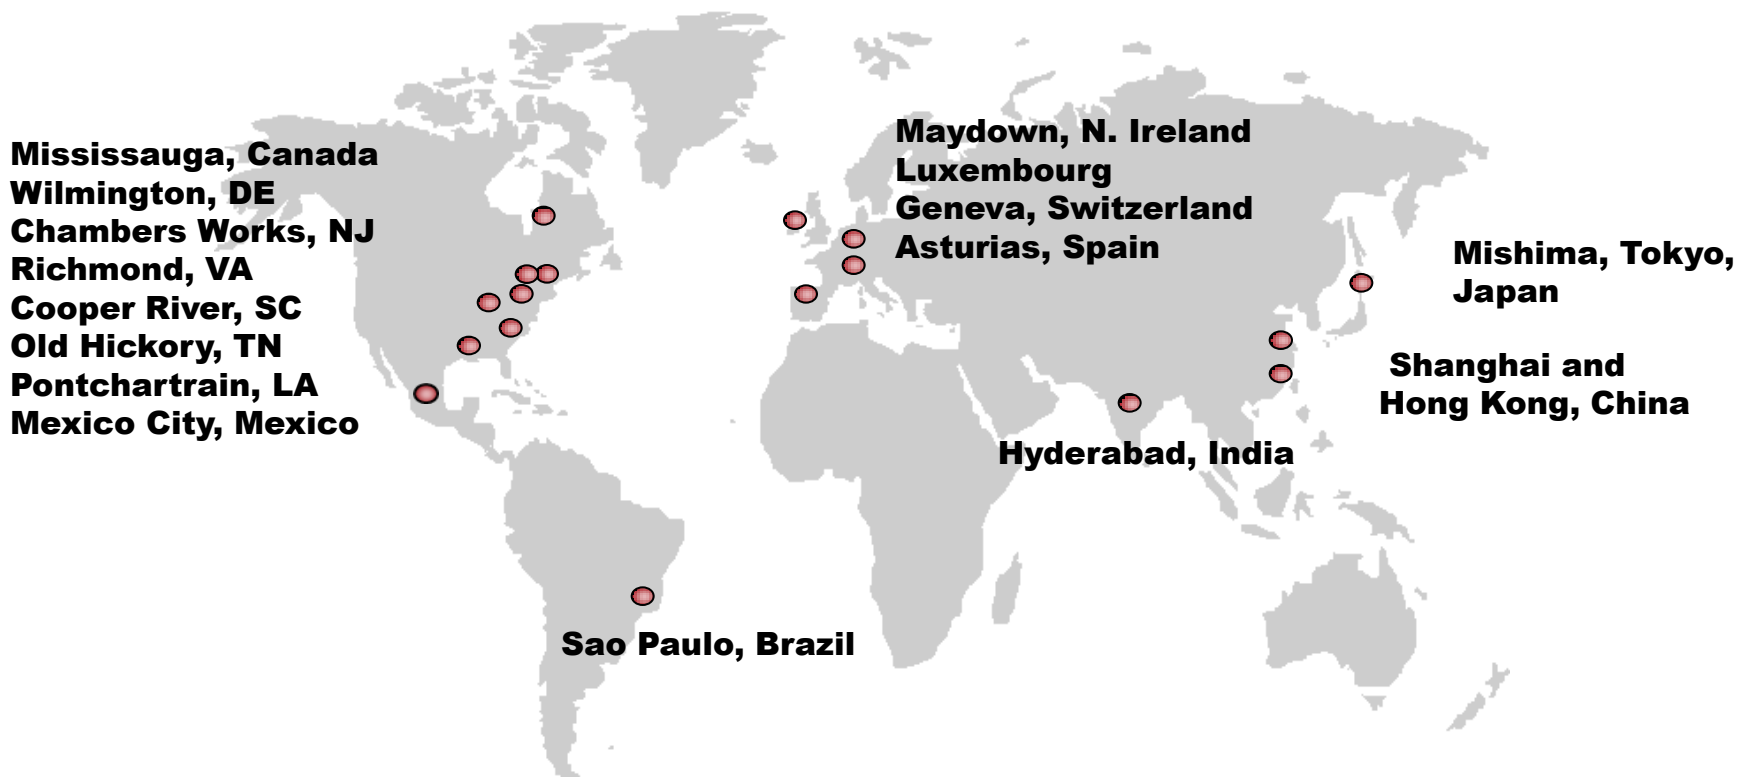 Mississauga, Canada
Wilmington, DE
Chambers Works, NJ
Richmond, VA
Cooper River, SC
Old Hickory, TN
Pontchartrain, LA
Mexico City, Mexico
Maydown, N. Ireland
Luxembourg
Geneva, Switzerland
Asturias, Spain
Mishima, Tokyo,
Japan
Shanghai and
Hong Kong, China
Hyderabad, India
Sao Paulo, Brazil